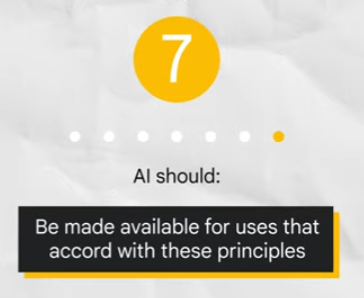 7
AI should:
Be made available for uses that
accord with these principles